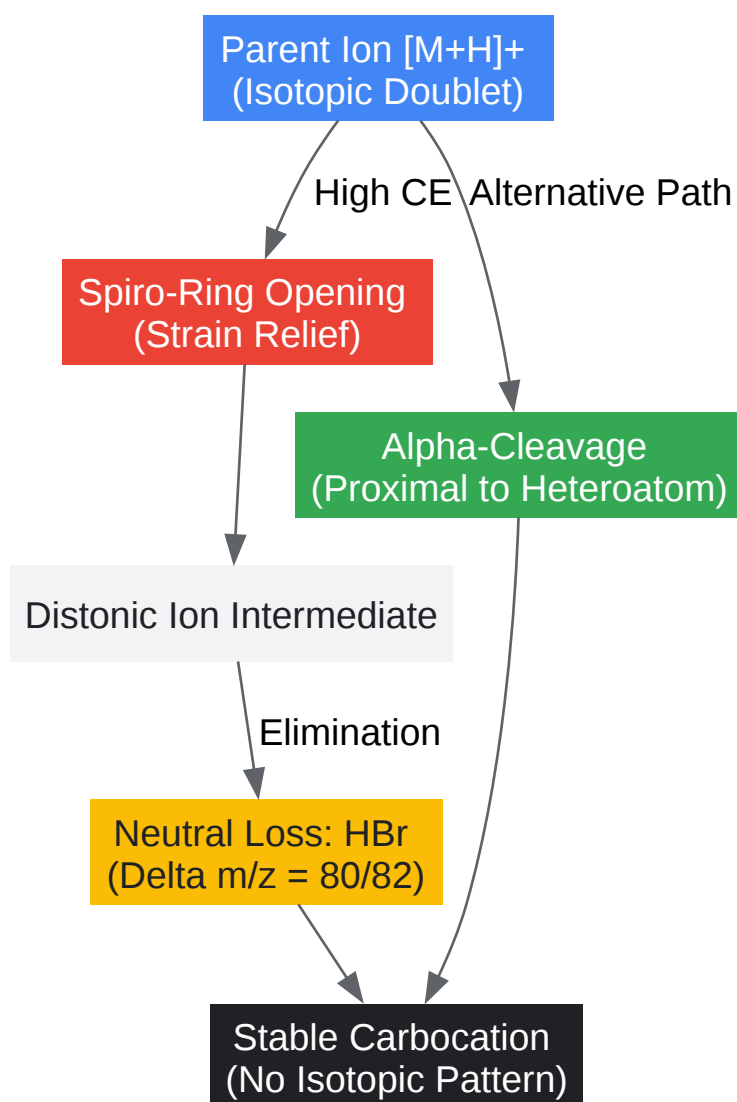 Parent Ion [M+H]+
(Isotopic Doublet)
High CE
Alternative Path
Spiro-Ring Opening
(Strain Relief)
Alpha-Cleavage
(Proximal to Heteroatom)
Distonic Ion Intermediate
Elimination
Neutral Loss: HBr
(Delta m/z = 80/82)
Stable Carbocation
(No Isotopic Pattern)